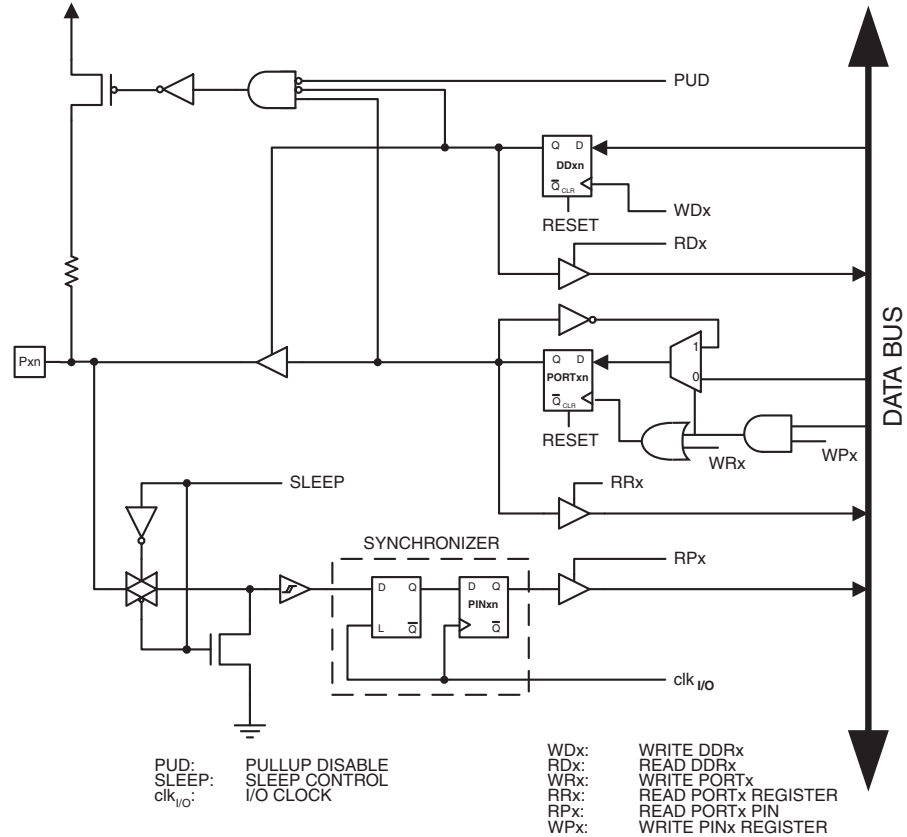 PUD
Q D
DDxn
Q CLR
WDx
RESET
RDx
Pxn
1
0
Q D
PORTxn
Q CLR
RESET
WRx
WPx
DATA BUS
SLEEP
RRx
SYNCHRONIZER
RPx
D Q
L Q
D Q
PINxn
Q
clk I/O
PUD: PULLUP DISABLE
SLEEP: SLEEP CONTROL
clkI/O: I/O CLOCK
WDx: WRITE DDRx
RDx: READ DDRx
WRx: WRITE PORTx
RRx: READ PORTx REGISTER
RPx: READ PORTx PIN
WPx: WRITE PINx REGISTER